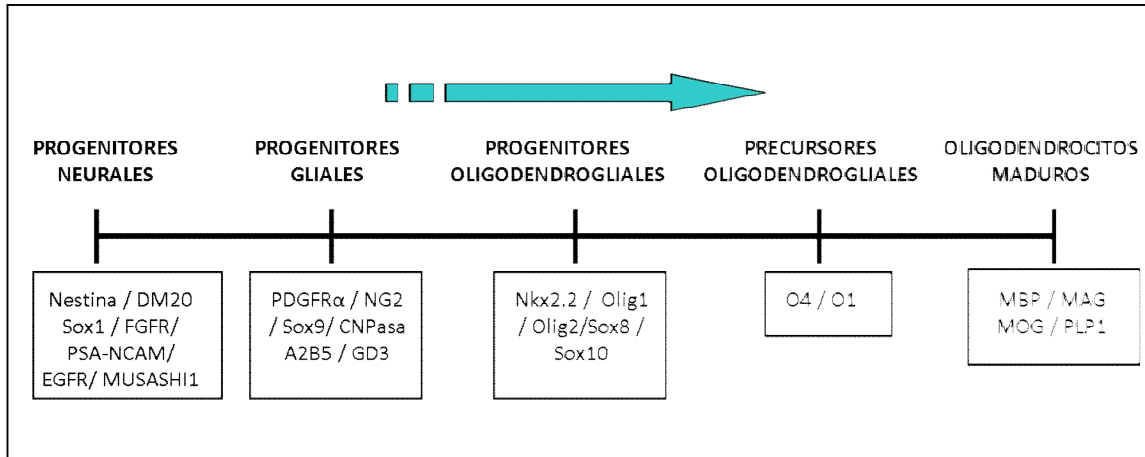 PROGENITORES
NEURALES
PROGENITORES
GLIALES
PROGENITORES
OLIGODENDROGLIALES
PRECURSORES
OLIGODENDROGLIALES
OLIGODENDROCITOS
MADUROS
Nestina / DM20
Sox1 / FGFR/
PSA-NCAM/
EGFR/ MUSASHI1
PDGFRα / NG2
/ Sox9/ CNPasa
A2B5 / GD3
Nkx2.2 / Olig1
/ Olig2/Sox8 /
Sox10
O4 / O1
MBP / MAG
MOG / PLP1